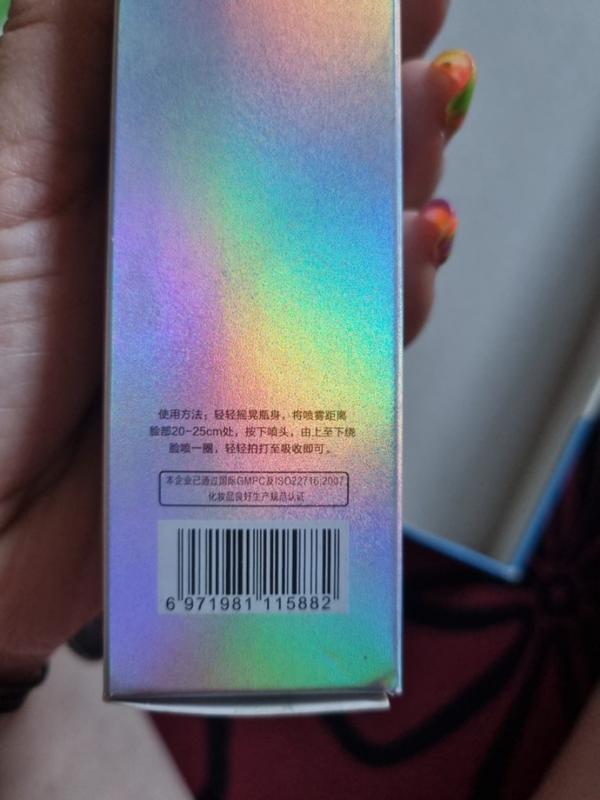 使用方法：轻轻摇晃瓶身，将喷雾距离
脸部20-25cm处，按下喷头，由上至下绕
脸喷一圈，轻轻拍打至吸收即可。
本企业已通过国际GMPC及ISO22716:2007
化妆品良好生产规范认证
6 971981 115882